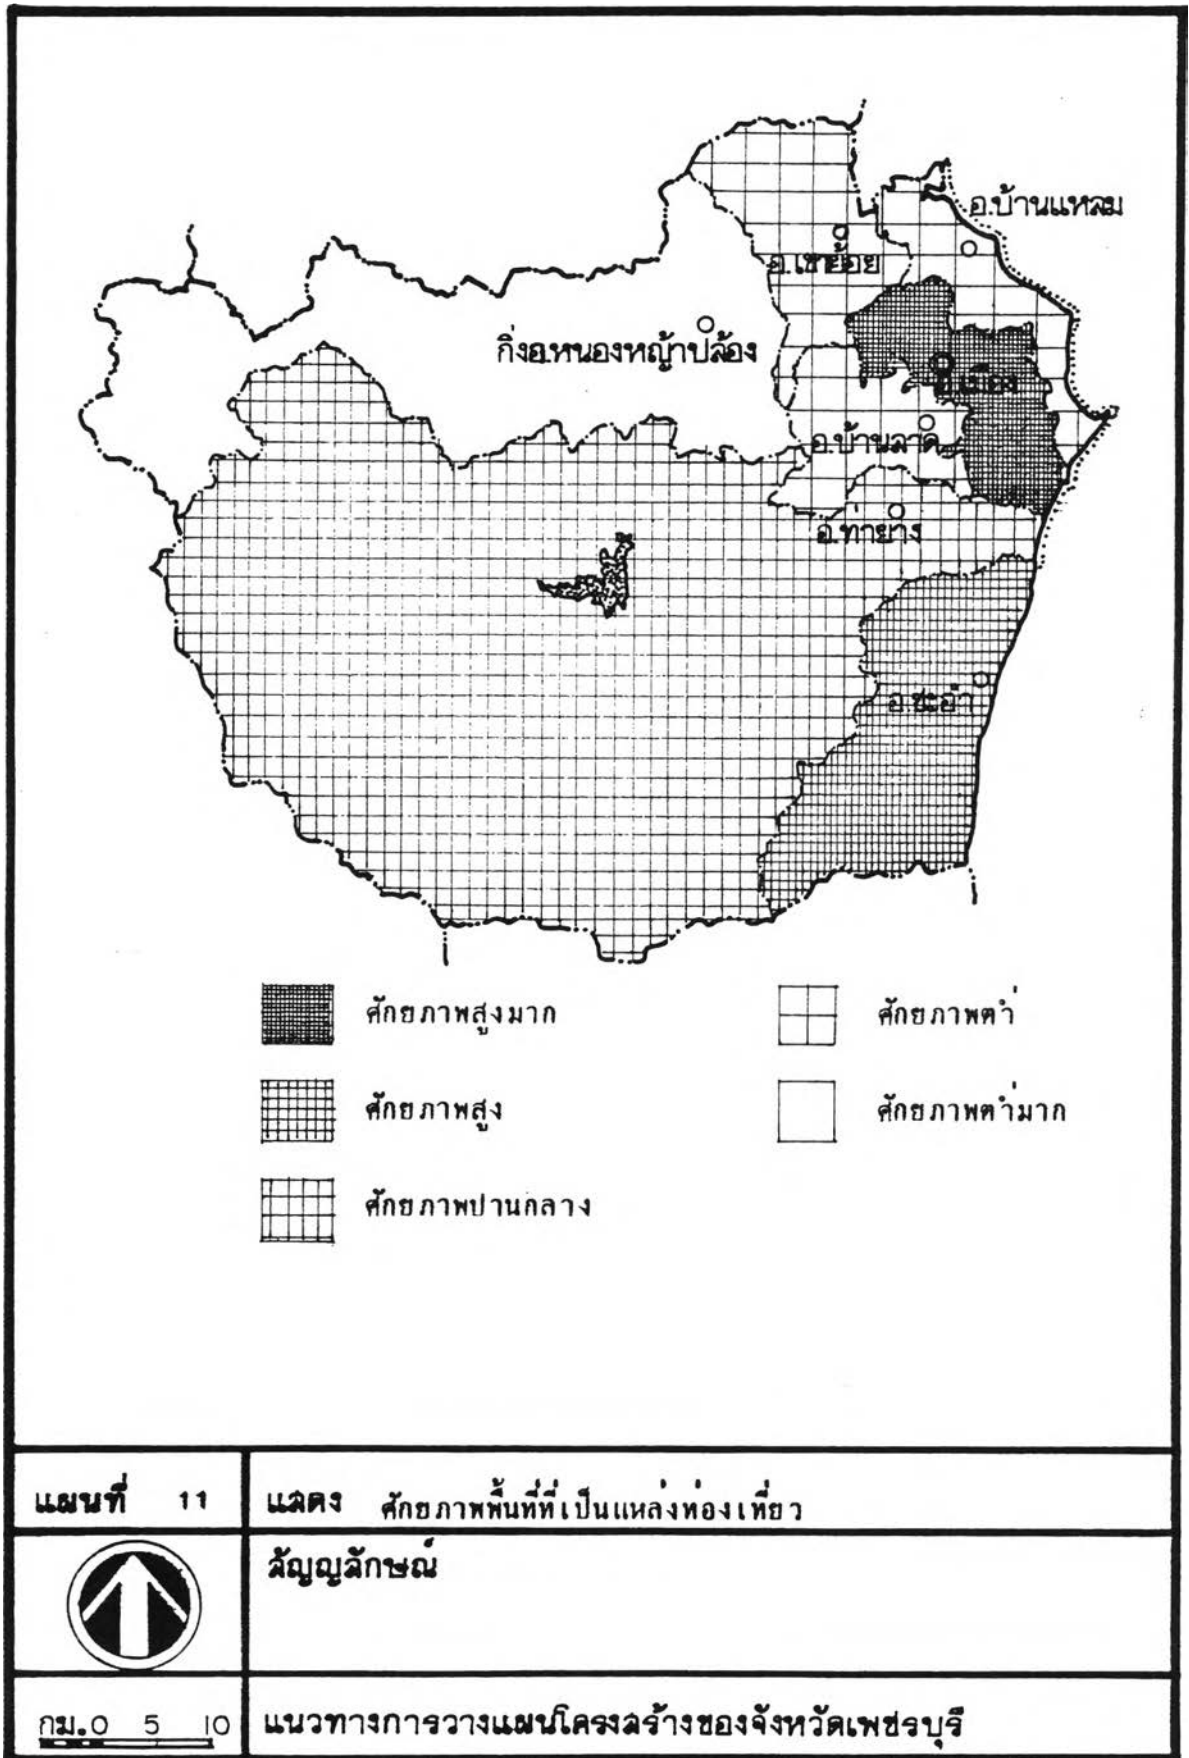 อ.บ้านแหลม
อ.เขาย้อย
กิ่งอ.หนองหญ้าปล้อง
อ.เมือง
อ.บ้านลาด
อ.ท่ายาง
อ.ชะอำ
ศักยภาพสูงมาก
ศักยภาพต่ำ
ศักยภาพสูง
ศักยภาพต่ำมาก
ศักยภาพปานกลาง
แผนที่ 11
แสดง ศักยภาพพื้นที่ที่เป็นแหล่งท่องเที่ยว
สัญญลักษณ์
กม. 0 5 10
แนวทางการวางแผนโครงสร้างของจังหวัดเพชรบุรี